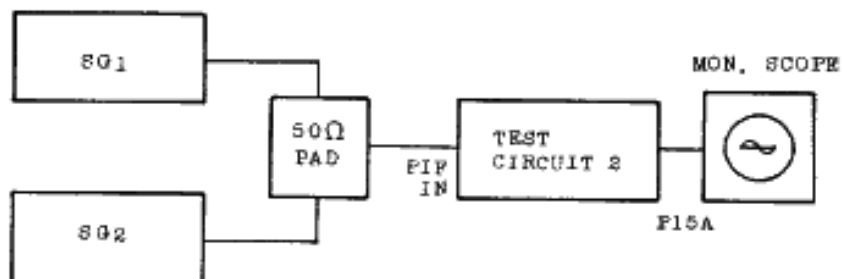 SG1
MON. SCOPE
50Ω
PAD
TEST
CIRCUIT 2
PIF
IN
P15A
SG2